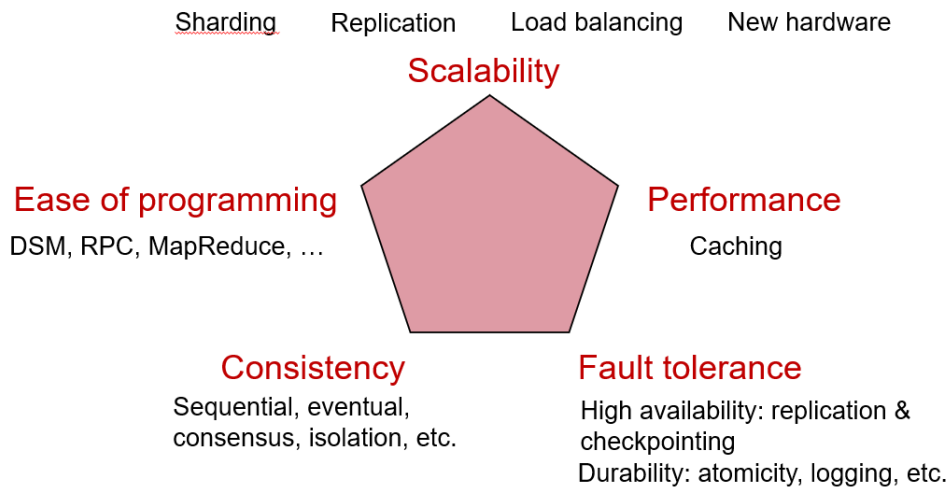 Sharding Replication Load balancing New hardware
Scalability
Ease of programming
DSM, RPC, MapReduce, …
Performance
Caching
Consistency
Sequential, eventual,
consensus, isolation, etc.
Fault tolerance
High availability: replication &
checkpointing
Durability: atomicity, logging, etc.